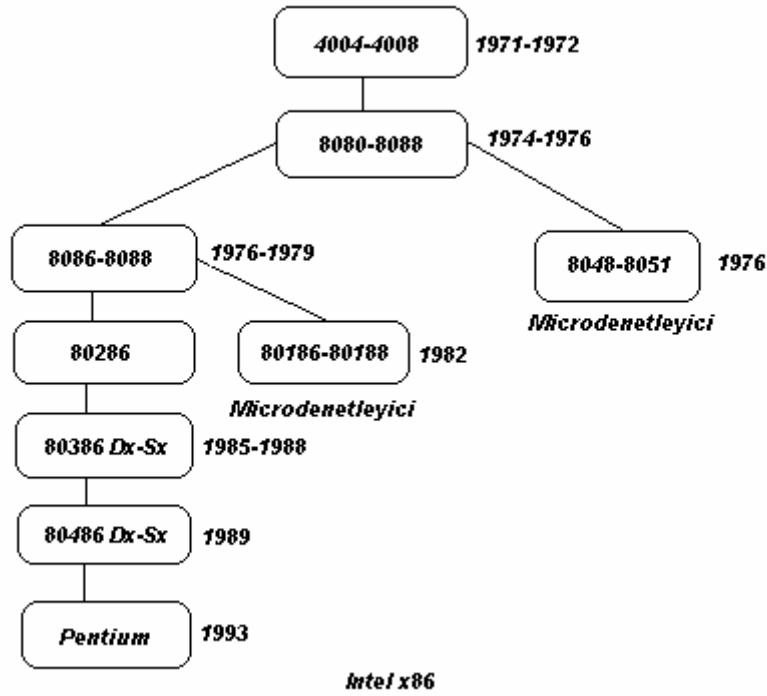 4004-4008 1971-1972
8080-8088 1974-1976
8086-8088 1976-1979
8048-8051 1976
Microdenetleyici
80286
80186-80188 1982
Microdenetleyici
80386 Dx-Sx 1985-1988
80486 Dx-Sx 1989
Pentium 1993
Intel x86